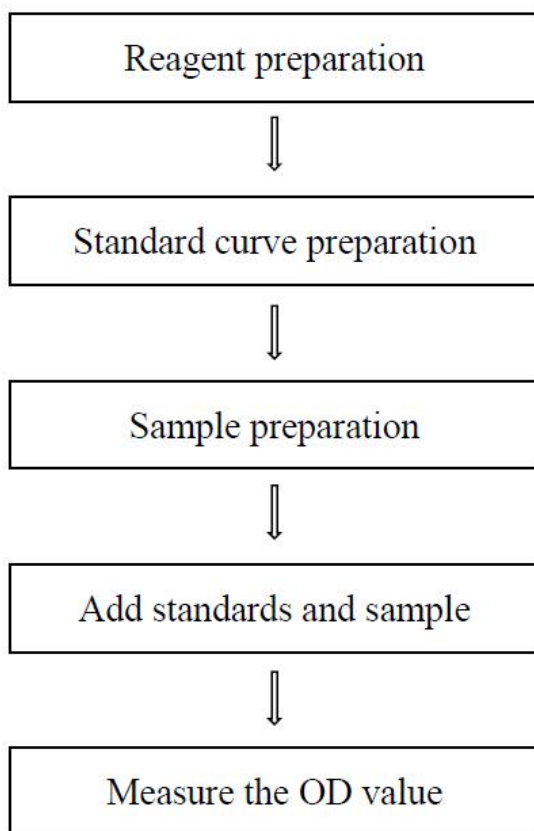 Reagent preparation
Standard curve preparation
Sample preparation
Add standards and sample
Measure the OD value